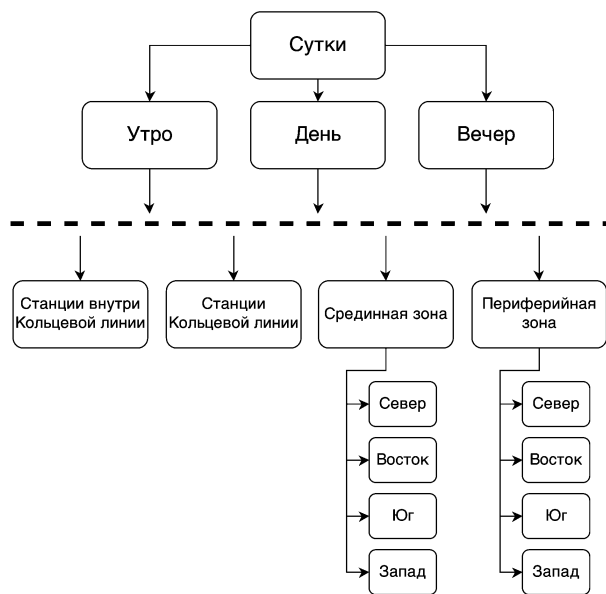 Сутки
Утро
День
Вечер
Станции внутри
Кольцевой линии
Станции
Кольцевой линии
Срединная зона
Периферийная
зона
Север
Восток
Юг
Запад
Север
Восток
Юг
Запад